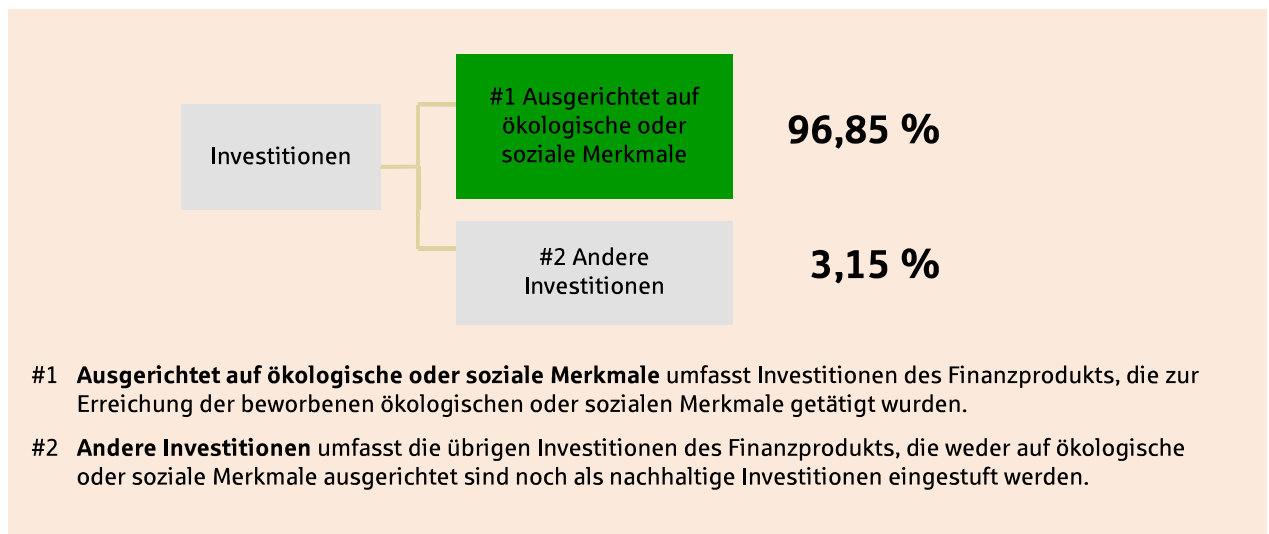 #1 Ausgerichtet auf
ökologische oder
soziale Merkmale
96,85 %
Investitionen
#2 Andere
Investitionen
3,15 %
#1 Ausgerichtet auf ökologische oder soziale Merkmale umfasst Investitionen des Finanzprodukts, die zur
Erreichung der beworbenen ökologischen oder sozialen Merkmale getätigt wurden.
#2 Andere Investitionen umfasst die übrigen Investitionen des Finanzprodukts, die weder auf ökologische
oder soziale Merkmale ausgerichtet sind noch als nachhaltige Investitionen eingestuft werden.